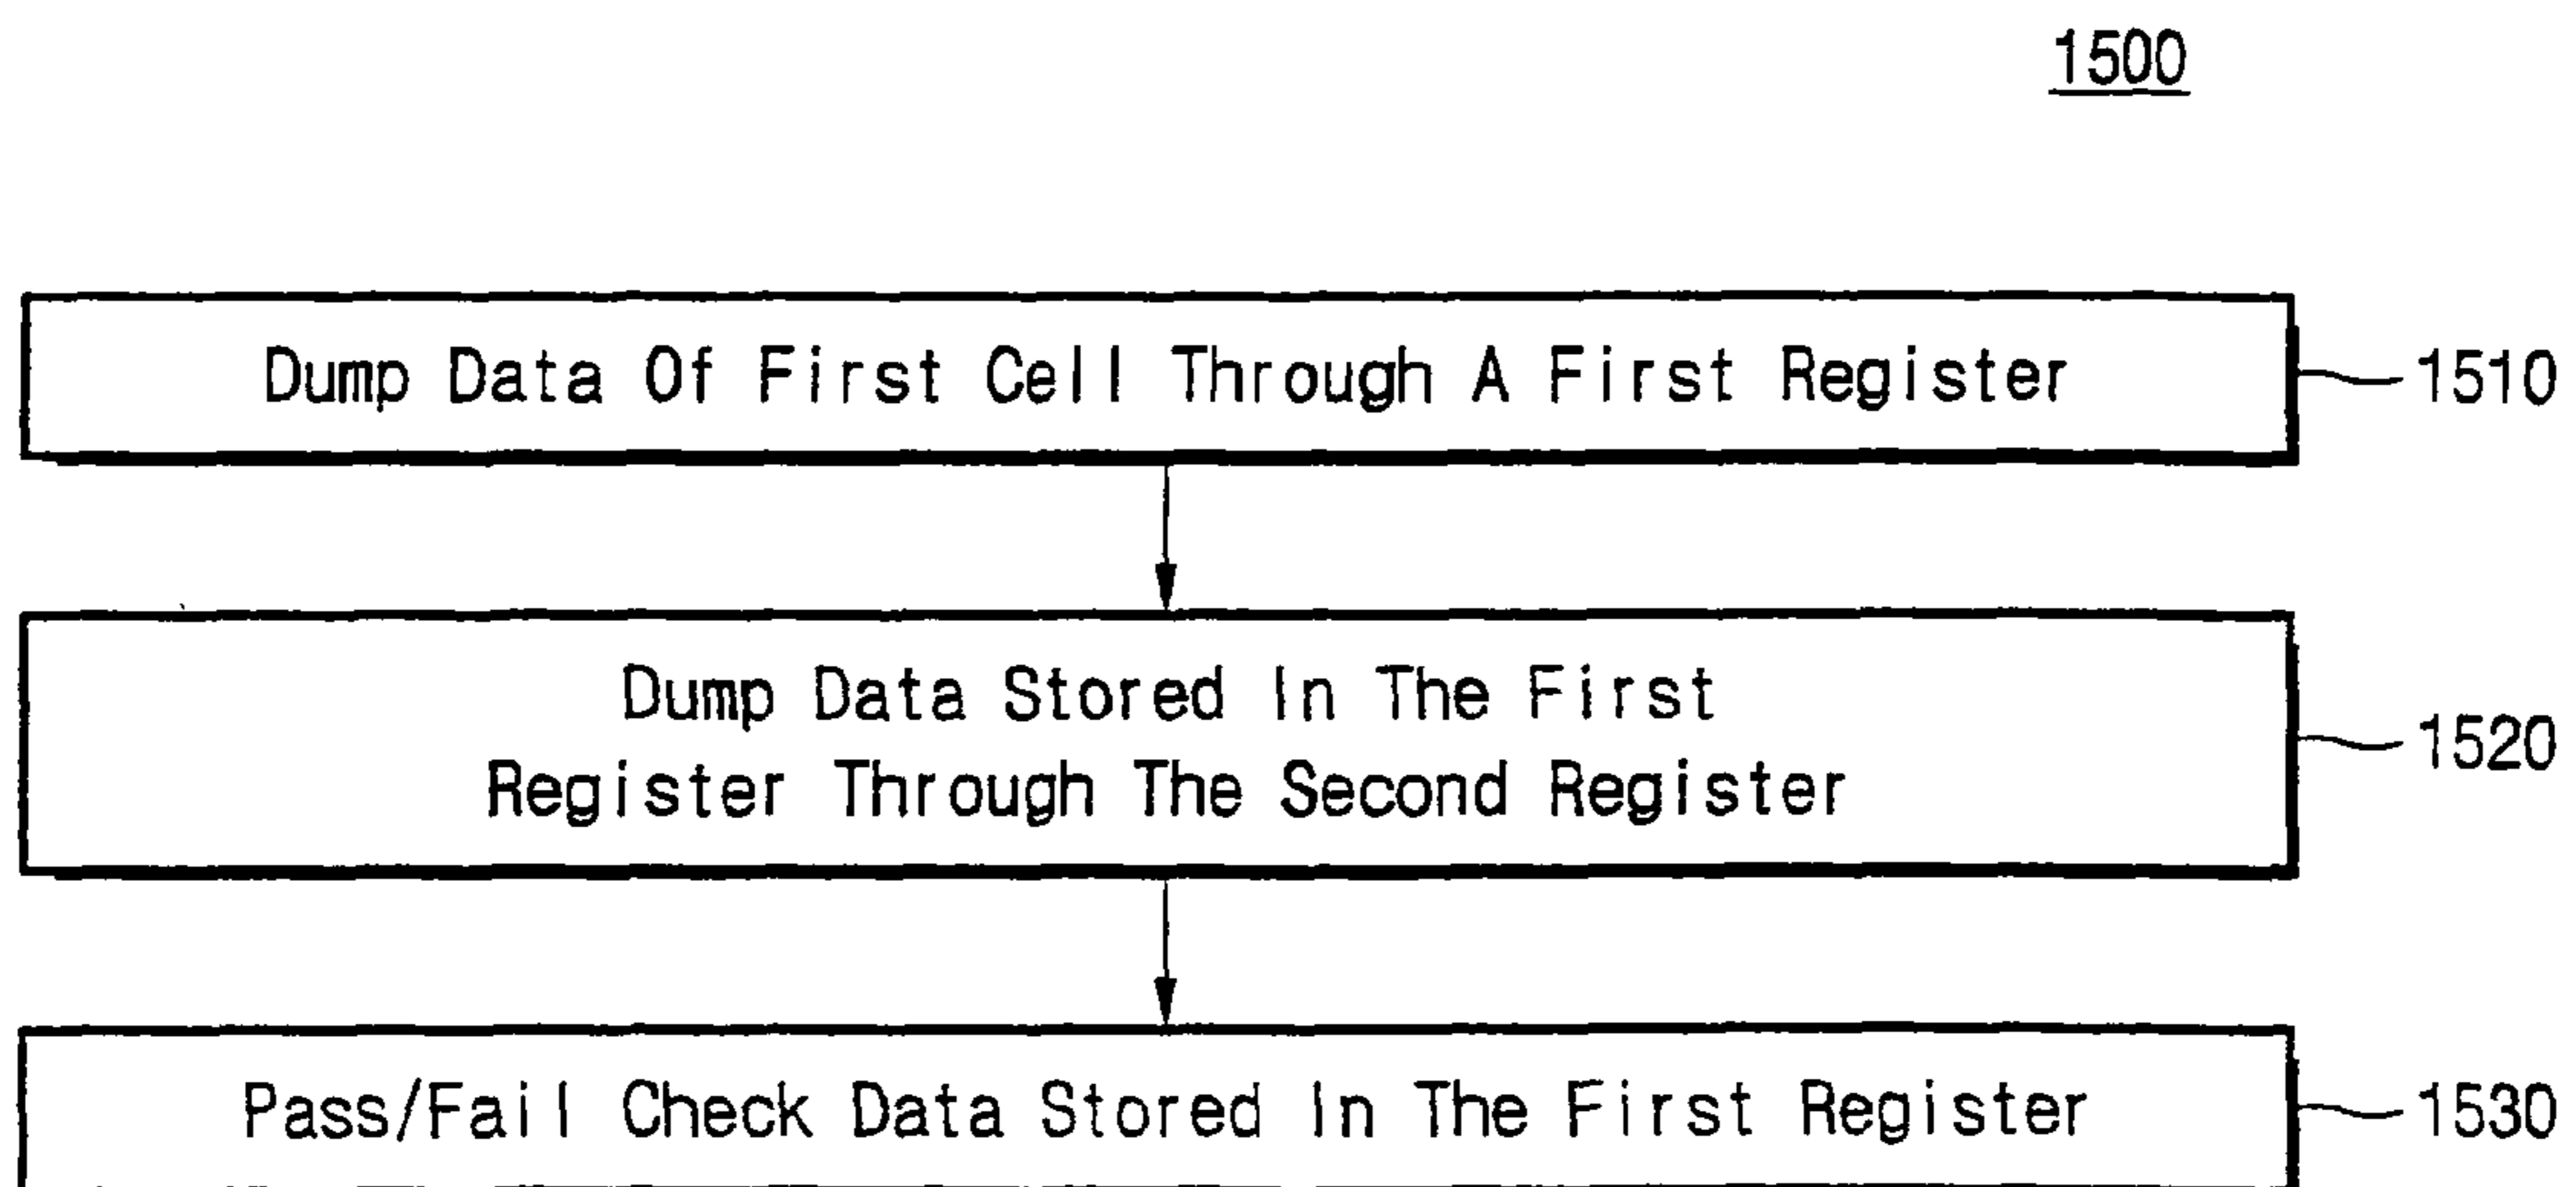 1500
Dump Data Of First Cell Through A First Register
1510
Dump Data Stored In The First
Register Through The Second Register
1520
Pass/Fail Check Data Stored In The First Register
1530